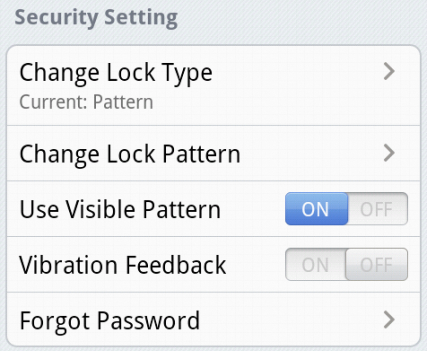 Security Setting
Change Lock Type
Current: Pattern
Change Lock Pattern
Use Visible Pattern ON OFF
Vibration Feedback ON OFF
Forgot Password